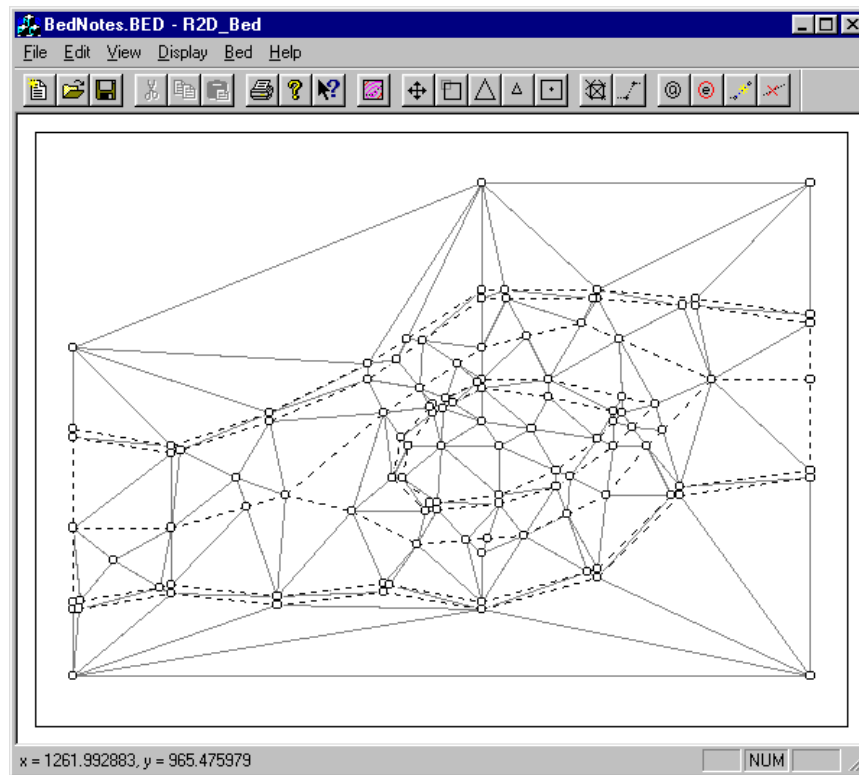 BedNotes.BED - R2D_Bed
File Edit View Display Bed Help
@ e
x = 1261.992883, y = 965.475979 NUM